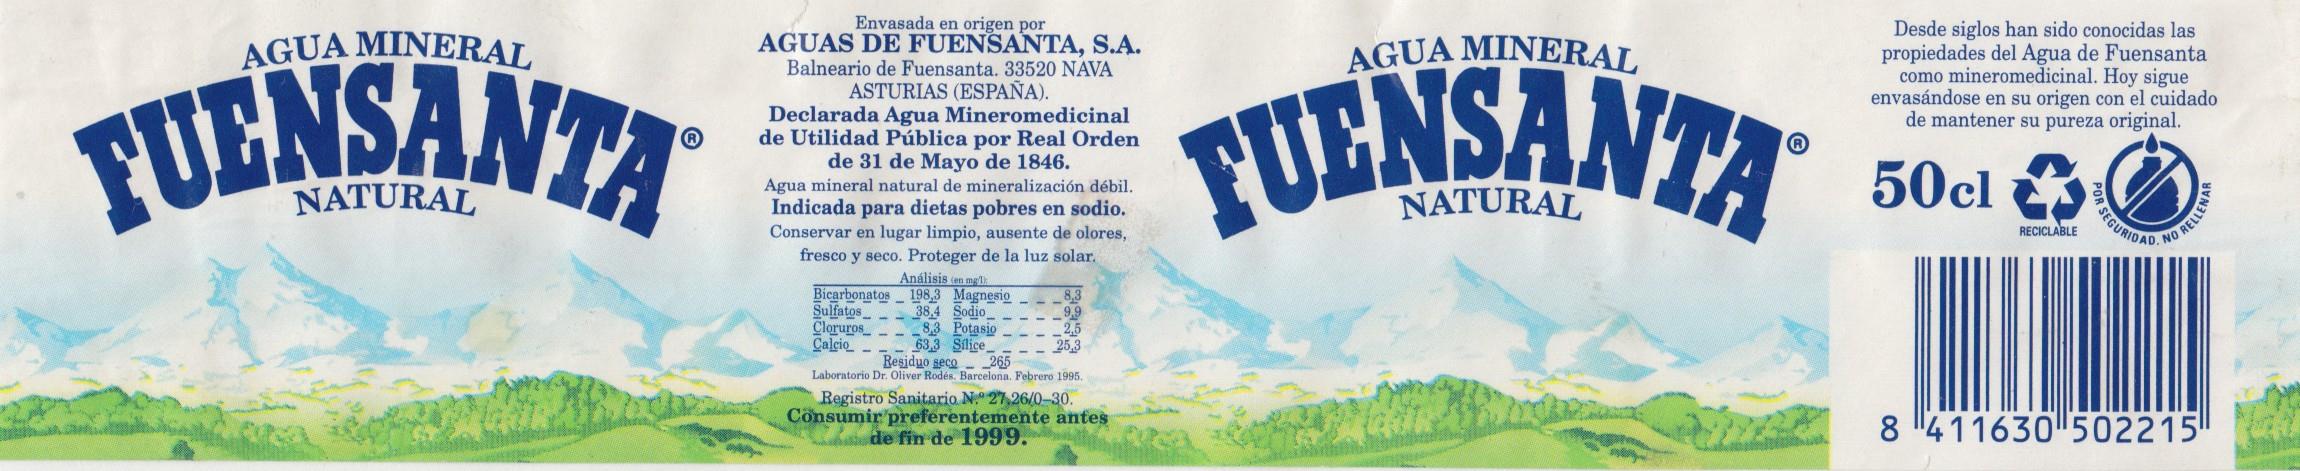 AGUA MINERAL
FUENSANTA®
NATURAL
Envasada en origen por
AGUAS DE FUENSANTA, S.A.
Balneario de Fuensanta. 33520 NAVA
ASTURIAS (ESPAÑA).
Declarada Agua Mineromedicinal
de Utilidad Pública por Real Orden
de 31 de Mayo de 1846.
Agua mineral natural de mineralización débil.
Indicada para dietas pobres en sodio.
Conservar en lugar limpio, ausente de olores,
fresco y seco. Proteger de la luz solar.
Análisis (en mg/l):
Bicarbonatos 198,3 Magnesio 8,3
Sulfatos 38,4 Sodio 9,9
Cloruros 8,3 Potasio 2,5
Calcio 63,3 Sílice 25,3
Residuo seco 265
Laboratorio Dr. Oliver Rodés. Barcelona. Febrero 1995.
Registro Sanitario N.º 27,26/0–30.
Consumir preferentemente antes
de fin de 1999.
AGUA MINERAL
FUENSANTA®
NATURAL
Desde siglos han sido conocidas las
propiedades del Agua de Fuensanta
como mineromedicinal. Hoy sigue
envasándose en su origen con el cuidado
de mantener su pureza original.
50cl
RECICLABLE
POR SEGURIDAD, NO RELLENAR
8 411630 502215